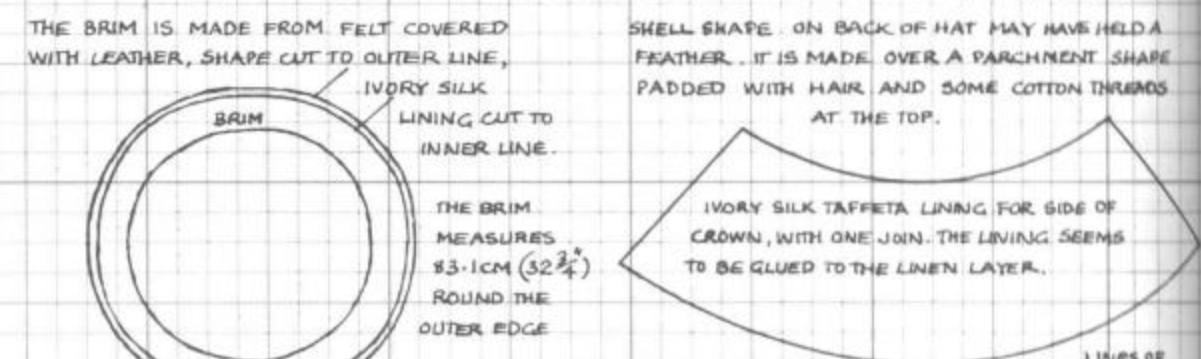 THE BRIM IS MADE FROM FELT COVERED
WITH LEATHER, SHAPE CUT TO OUTER LINE,
IVORY SILK
LINING CUT TO
INNER LINE.
BRIM
THE BRIM
MEASURES
83.1CM (32 3/4")
ROUND THE
OUTER EDGE
SHELL SHAPE. ON BACK OF HAT MAY HAVE HELD A
FEATHER. IT IS MADE OVER A PARCHMENT SHAPE
PADDED WITH HAIR AND SOME COTTON THREADS
AT THE TOP.
IVORY SILK TAFFETA LINING FOR SIDE OF
CROWN, WITH ONE JOIN. THE LINING SEEMS
TO BE GLUED TO THE LINEN LAYER.
LINES OF